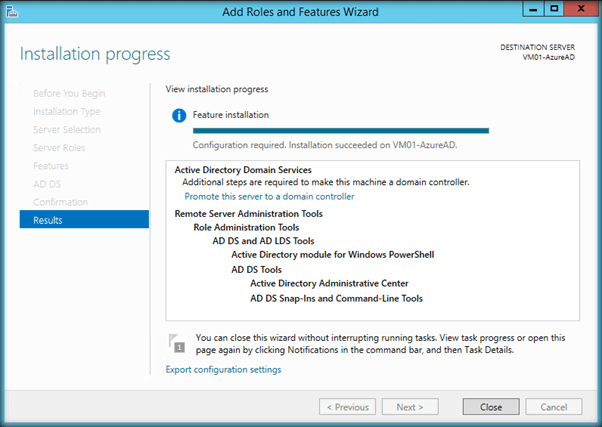 Add Roles and Features Wizard
Installation progress
DESTINATION SERVER
VM01-AzureAD
Before You Begin
Installation Type
Server Selection
Server Roles
Features
AD DS
Confirmation
Results
View installation progress
Feature installation
Configuration required. Installation succeeded on VM01-AzureAD.
Active Directory Domain Services
Additional steps are required to make this machine a domain controller.
Promote this server to a domain controller
Remote Server Administration Tools
Role Administration Tools
AD DS and AD LDS Tools
Active Directory module for Windows PowerShell
AD DS Tools
Active Directory Administrative Center
AD DS Snap-Ins and Command-Line Tools
1
You can close this wizard without interrupting running tasks. View task progress or open this
page again by clicking Notifications in the command bar, and then Task Details.
Export configuration settings
< Previous
Next >
Close
Cancel